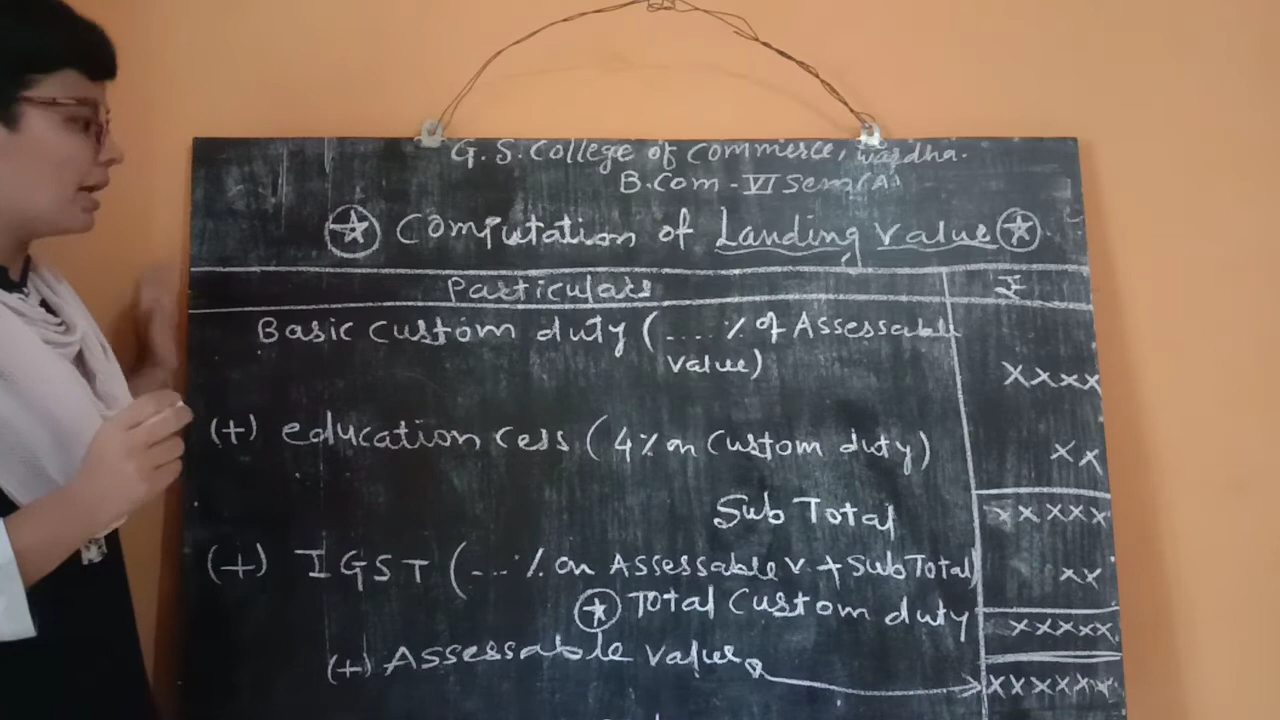 G. S. College of Commerce, Wardha.
B.Com - VI Sem (A)
Computation of Landing Value
Particulars ₹
Basic custom duty (....% of Assessable
value) xxxx
(+) education cess (4% on Custom duty) xx
Sub Total xxxxx
(+) IGST (...% on Assessable v. + Sub Total) xx
Total Custom duty xxxxx
(+) Assessable value xxxxxx